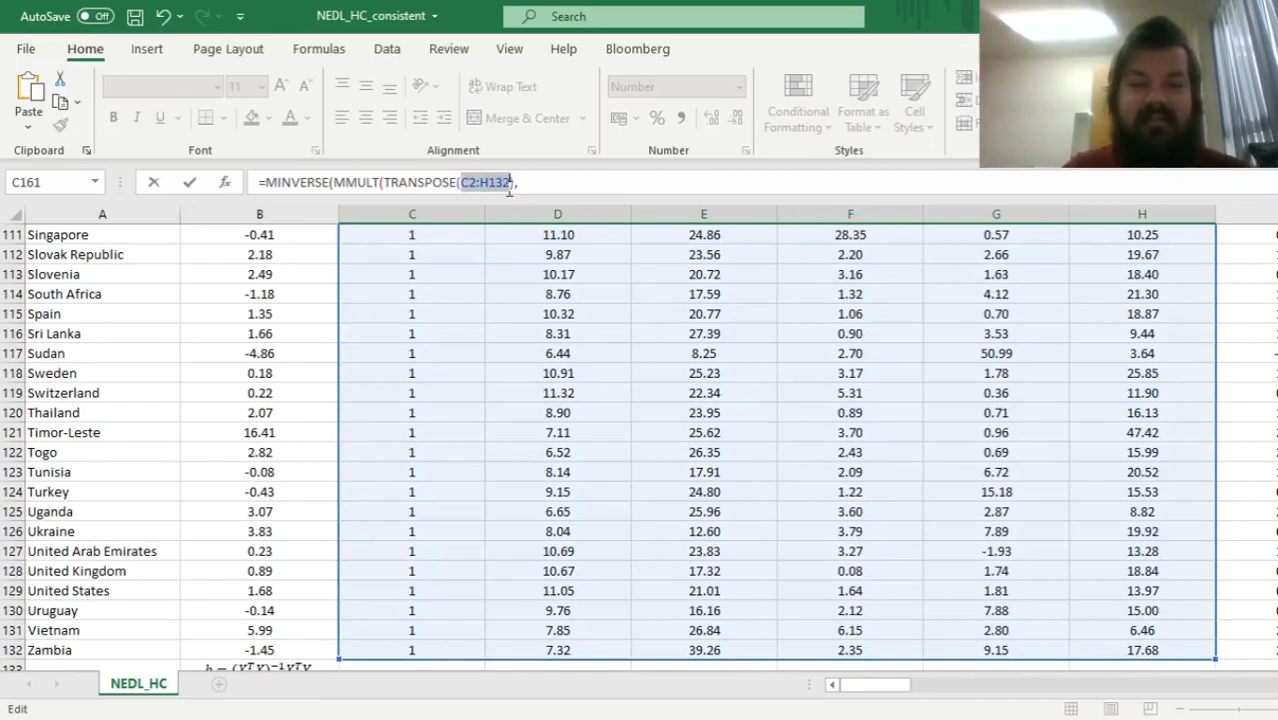 AutoSave Off NEDL_HC_consistent Search
File Home Insert Page Layout Formulas Data Review View Help Bloomberg
Paste 11 Wrap Text Number Conditional Formatting Format as Table Cell Styles
B I U A Merge & Center % 
Clipboard Font Alignment Number Styles
C161 fx =MINVERSE(MMULT(TRANSPOSE(C2:H132),
A B C D E F G H
111 Singapore -0.41 1 11.10 24.86 28.35 0.57 10.25
112 Slovak Republic 2.18 1 9.87 23.56 2.20 2.66 19.67
113 Slovenia 2.49 1 10.17 20.72 3.16 1.63 18.40
114 South Africa -1.18 1 8.76 17.59 1.32 4.12 21.30
115 Spain 1.35 1 10.32 20.77 1.06 0.70 18.87
116 Sri Lanka 1.66 1 8.31 27.39 0.90 3.53 9.44
117 Sudan -4.86 1 6.44 8.25 2.70 50.99 3.64
118 Sweden 0.18 1 10.91 25.23 3.17 1.78 25.85
119 Switzerland 0.22 1 11.32 22.34 5.31 0.36 11.90
120 Thailand 2.07 1 8.90 23.95 0.89 0.71 16.13
121 Timor-Leste 16.41 1 7.11 25.62 3.70 0.96 47.42
122 Togo 2.82 1 6.52 26.35 2.43 0.69 15.99
123 Tunisia -0.08 1 8.14 17.91 2.09 6.72 20.52
124 Turkey -0.43 1 9.15 24.80 1.22 15.18 15.53
125 Uganda 3.07 1 6.65 25.96 3.60 2.87 8.82
126 Ukraine 3.83 1 8.04 12.60 3.79 7.89 19.92
127 United Arab Emirates 0.23 1 10.69 23.83 3.27 -1.93 13.28
128 United Kingdom 0.89 1 10.67 17.32 0.08 1.74 18.84
129 United States 1.68 1 11.05 21.01 1.64 1.81 13.97
130 Uruguay -0.14 1 9.76 16.16 2.12 7.88 15.00
131 Vietnam 5.99 1 7.85 26.84 6.15 2.80 6.46
132 Zambia -1.45 1 7.32 39.26 2.35 9.15 17.68
NEDL_HC
Edit